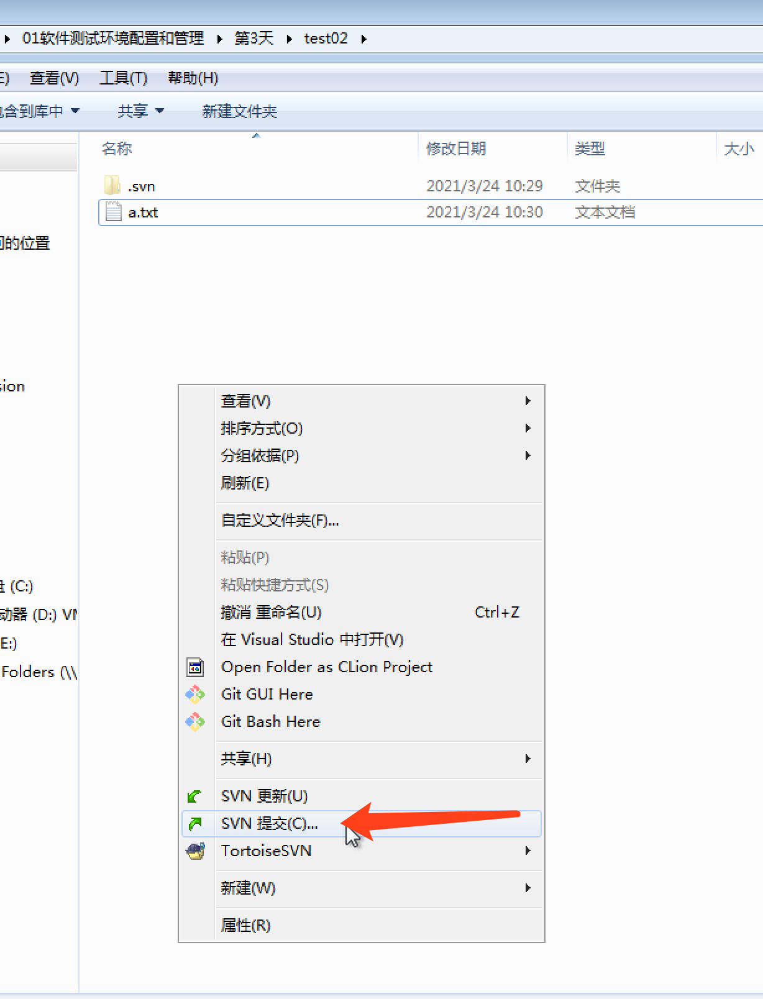 01软件测试环境配置和管理 第3天 test02
E) 查看(V) 工具(T) 帮助(H)
含到库中 共享 新建文件夹
名称 修改日期 类型 大小
.svn 2021/3/24 10:29 文件夹
a.txt 2021/3/24 10:30 文本文档
的位置
sion
查看(V)
排序方式(O)
分组依据(P)
刷新(E)
自定义文件夹(F)...
粘贴(P)
粘贴快捷方式(S)
(C:)
撤消 重命名(U) Ctrl+Z
动器 (D:) VM
在 Visual Studio 中打开(V)
E:)
Open Folder as CLion Project
Folders (\\
Git GUI Here
Git Bash Here
共享(H)
SVN 更新(U)
SVN 提交(C)...
TortoiseSVN
新建(W)
属性(R)